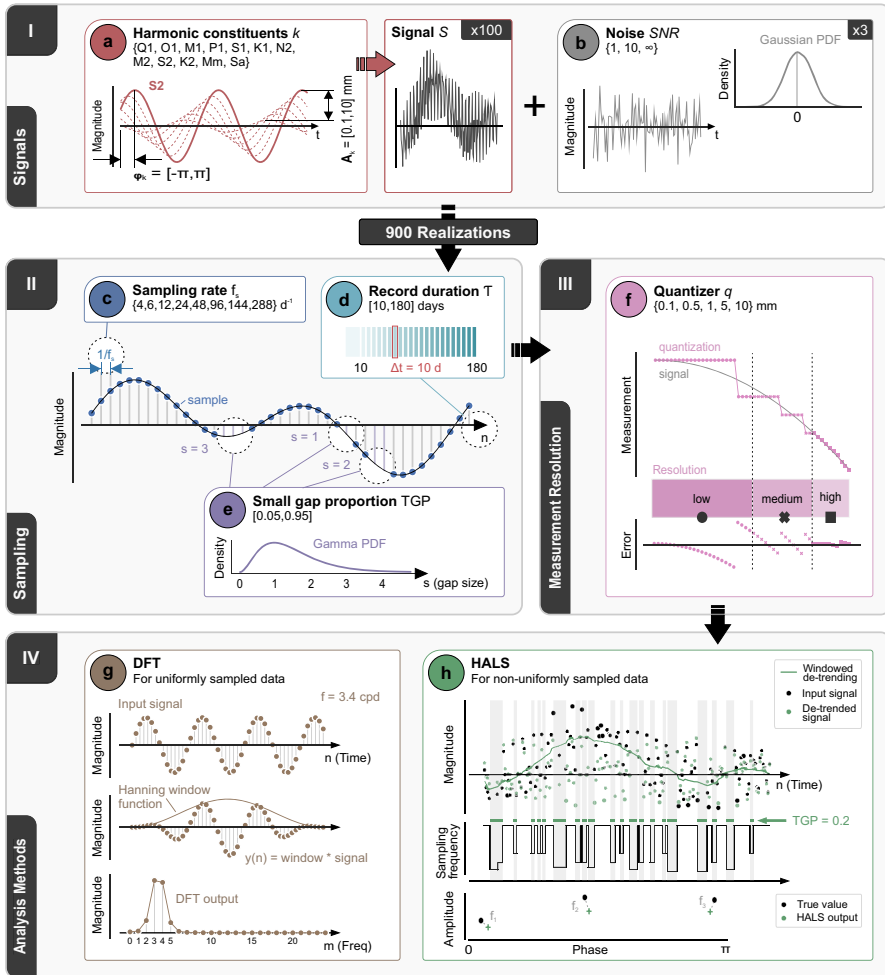 I
Signals
a
Harmonic constituents k
{Q1, O1, M1, P1, S1, K1, N2,
M2, S2, K2, Mm, Sa}
S2
Magnitude
t
φk = [-π,π]
Ak = [0.1,10] mm
Signal S
x100
b
Noise SNR
{1, 10, ∞}
x3
Magnitude
t
Gaussian PDF
Density
0
900 Realizations
II
Sampling
c
Sampling rate fs
{4,6,12,24,48,96,144,288} d-1
d
Record duration T
[10,180] days
10
Δt = 10 d
180
1/fs
Magnitude
sample
n
s = 3
s = 1
s = 2
e
Small gap proportion TGP
[0.05,0.95]
Density
Gamma PDF
0 1 2 3 4
s (gap size)
III
Measurement Resolution
f
Quantizer q
{0.1, 0.5, 1, 5, 10} mm
quantization
signal
Measurement
Resolution
low
medium
high
Error
IV
Analysis Methods
g
DFT
For uniformly sampled data
Input signal
f = 3.4 cpd
Magnitude
n (Time)
Hanning window
function
Magnitude
y(n) = window * signal
DFT output
Magnitude
0 1 2 3 4 5 10 15 20
m (Freq)
h
HALS
For non-uniformly sampled data
Windowed
de-trending
Input signal
De-trended
signal
Magnitude
n (Time)
TGP = 0.2
Sampling
frequency
Amplitude
f1
f2
f3
True value
HALS output
0
Phase
π